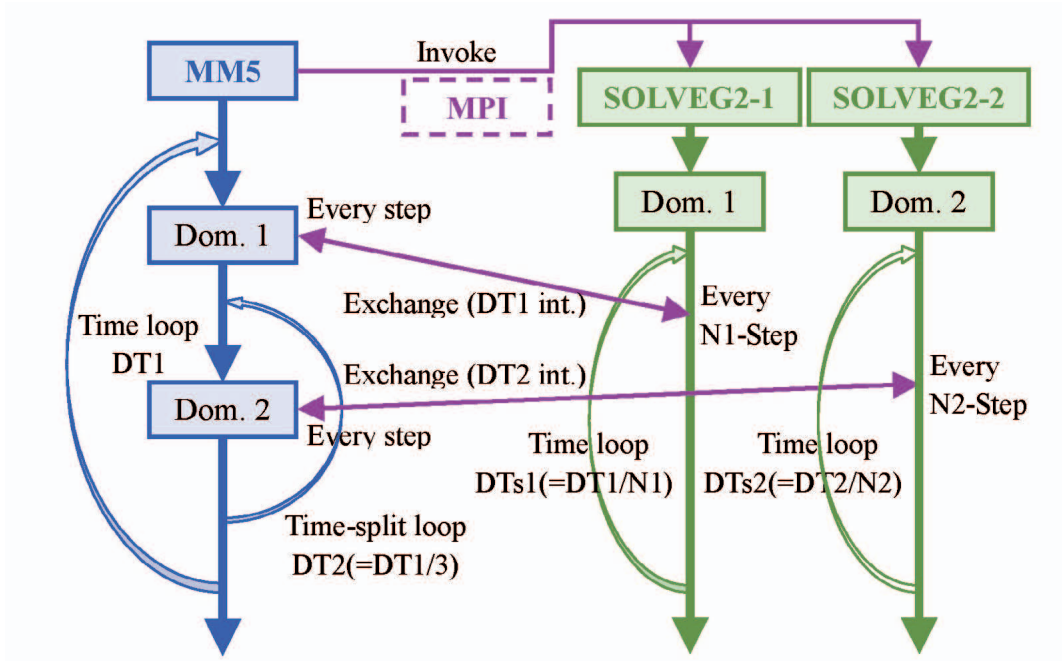 Invoke
MM5
MPI
SOLVEG2-1
SOLVEG2-2
Dom. 1
Dom. 2
Every step
Dom. 1
Exchange (DT1 int.)
Every
N1-Step
Time loop
DT1
Exchange (DT2 int.)
Every
N2-Step
Dom. 2
Every step
Time loop
DTs1(=DT1/N1)
Time loop
DTs2(=DT2/N2)
Time-split loop
DT2(=DT1/3)